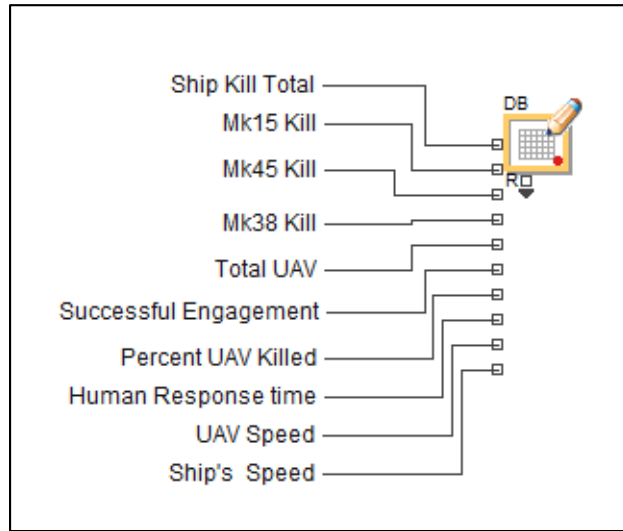 Ship Kill Total
DB
Mk15 Kill
Mk45 Kill
R
Mk38 Kill
Total UAV
Successful Engagement
Percent UAV Killed
Human Response time
UAV Speed
Ship's Speed